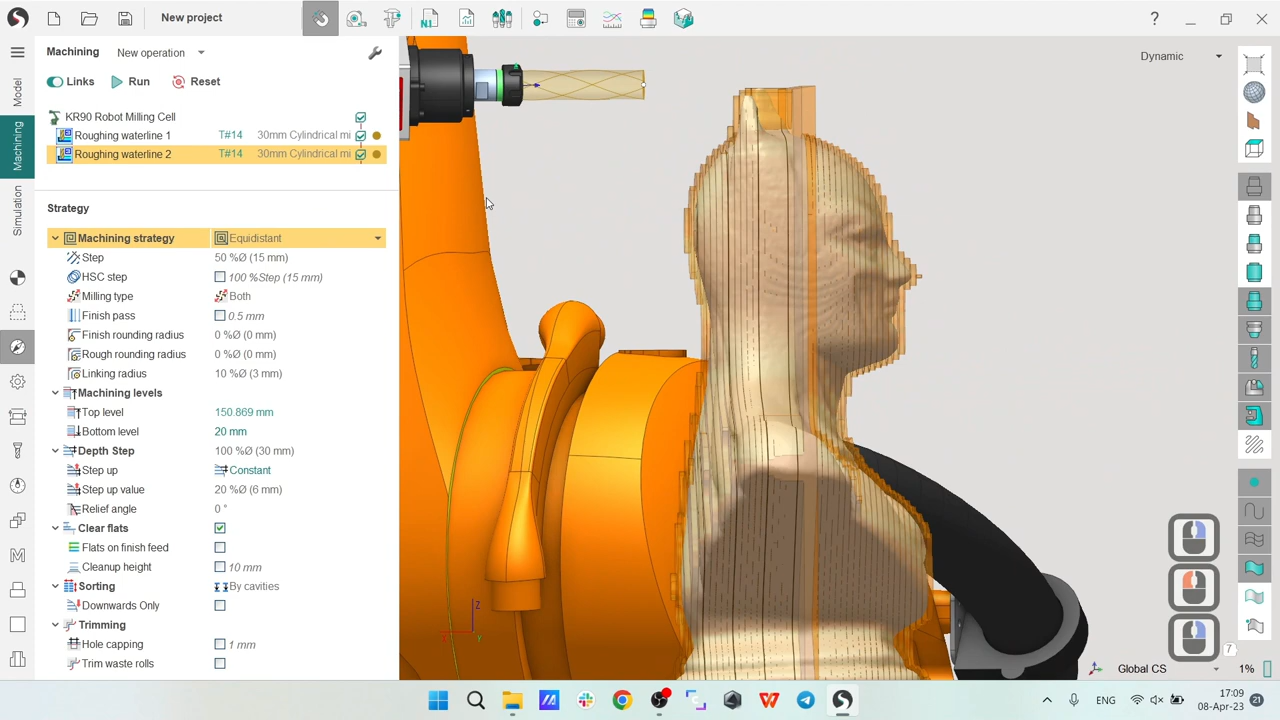 New project
N1
?
Machining
New operation
Dynamic
Links
Run
Reset
Model
Machining
Simulation
KR90 Robot Milling Cell
Roughing waterline 1 T#14 30mm Cylindrical mi
Roughing waterline 2 T#14 30mm Cylindrical mi
Strategy
Machining strategy Equidistant
Step 50 %Ø (15 mm)
HSC step 100 %Step (15 mm)
Milling type Both
Finish pass 0.5 mm
Finish rounding radius 0 %Ø (0 mm)
Rough rounding radius 0 %Ø (0 mm)
Linking radius 10 %Ø (3 mm)
Machining levels
Top level 150.869 mm
Bottom level 20 mm
Depth Step 100 %Ø (30 mm)
Step up Constant
Step up value 20 %Ø (6 mm)
Relief angle 0 °
Clear flats
Flats on finish feed
Cleanup height 10 mm
Sorting By cavities
Downwards Only
Trimming
Hole capping 1 mm
Trim waste rolls
Z
Y
7
Global CS
1%
ENG
17:09
08-Apr-23
21